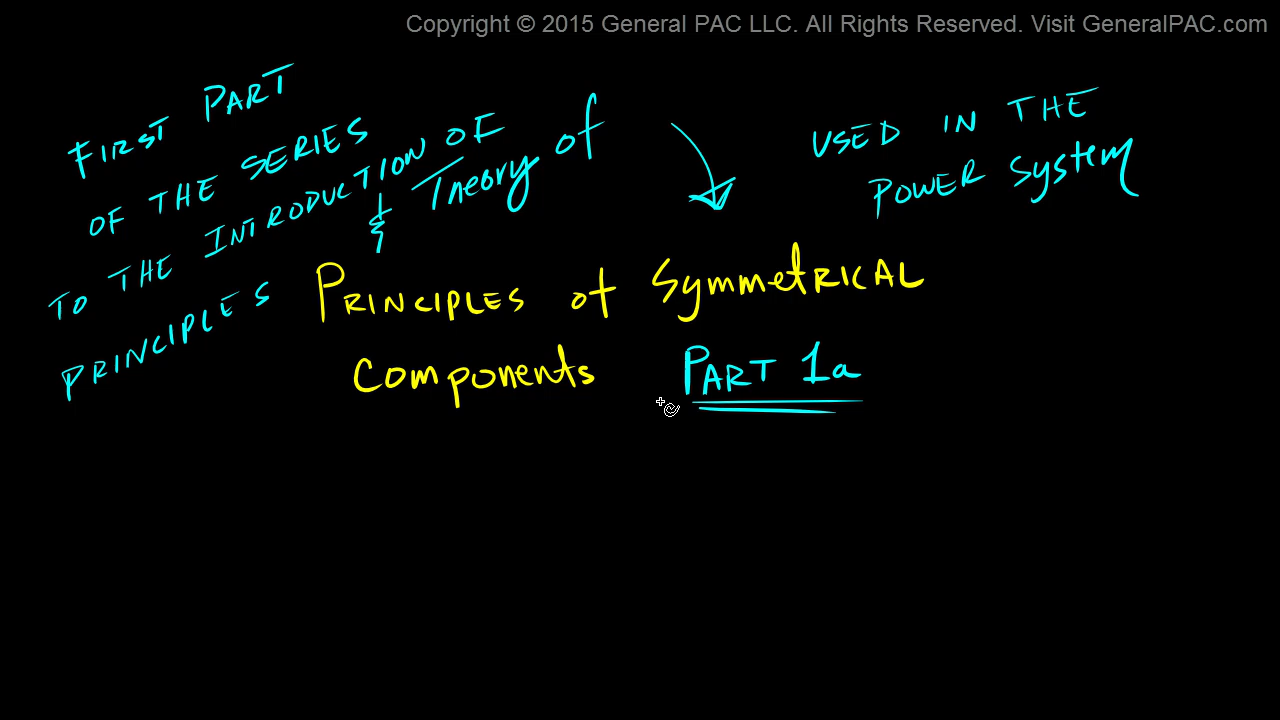 Copyright © 2015 General PAC LLC. All Rights Reserved. Visit GeneralPAC.com
FIRST PART
OF THE SERIES
TO THE INTRODUCTION OF
PRINCIPLES
& Theory of
USED IN THE
POWER System
PRINCIPLES of SymmetRICAL
Components PART 1a